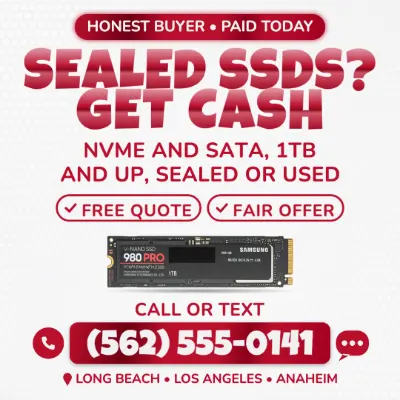 HONEST BUYER • PAID TODAY
SEALED SSDS?
GET CASH
NVME AND SATA, 1TB
AND UP, SEALED OR USED
FREE QUOTE
FAIR OFFER
V-NAND SSD
980 PRO
SAMSUNG
1TB
CALL OR TEXT
(562) 555-0141
LONG BEACH • LOS ANGELES • ANAHEIM